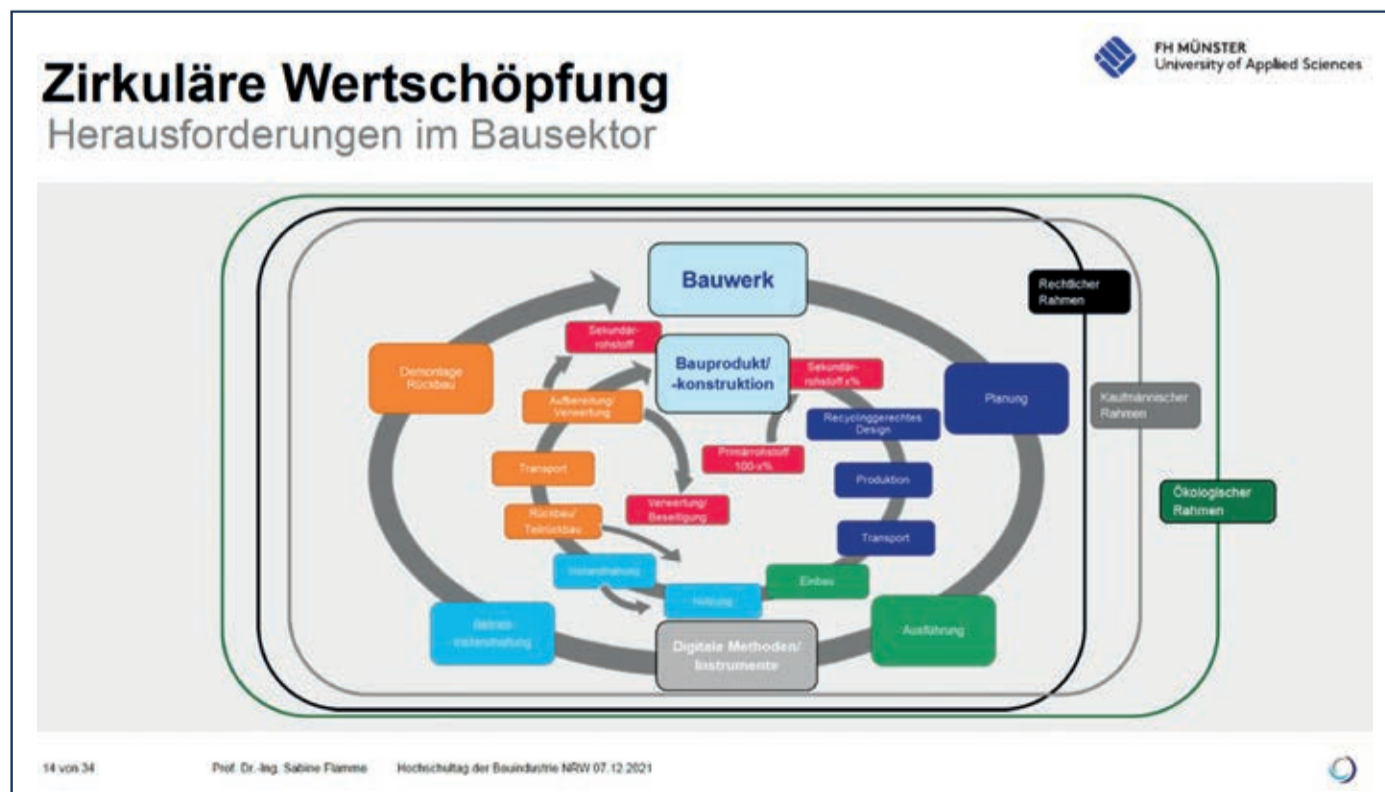 FH MÜNSTER
University of Applied Sciences
Zirkuläre Wertschöpfung
Herausforderungen im Bausektor
Bauwerk
Rechtlicher
Rahmen
Sekundär-
rohstoff
Bauprodukt/
-konstruktion
Sekundär-
rohstoff x%
Demontage
Rückbau
Planung
Kaufmännischer
Rahmen
Aufbereitung/
Verwertung
Recyclinggerechtes
Design
Primärrohstoff
100-x%
Transport
Produktion
Ökologischer
Rahmen
Verwertung/
Beseitigung
Rückbau/
Teilrückbau
Transport
Instandhaltung
Einbau
Nutzung
Betrieb-
Instandhaltung
Digitale Methoden/
Instrumente
Ausführung
14 von 34
Prof. Dr.-Ing. Sabine Flamme
Hochschultag der Bauindustrie NRW 07.12.2021